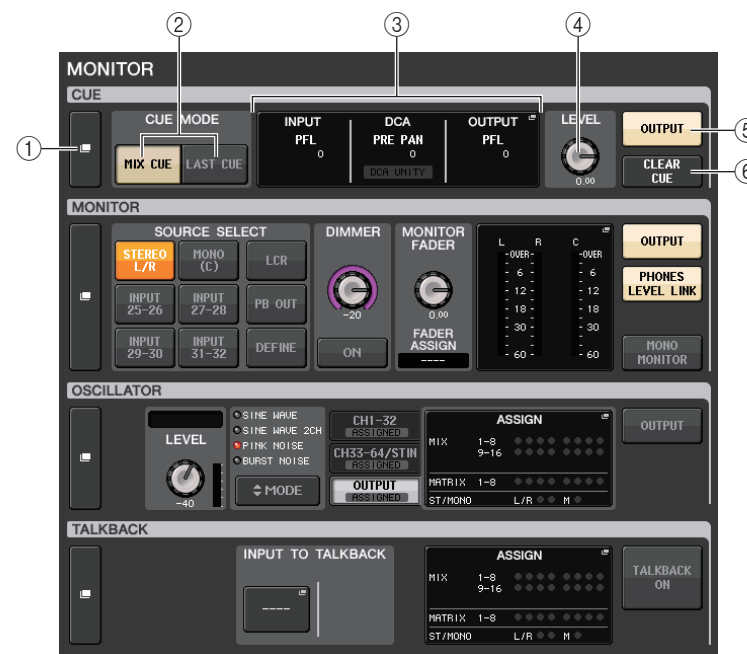 ② ③ ④
MONITOR
CUE
CUE MODE
MIX CUE LAST CUE
INPUT PFL 0
DCA PRE PAN 0
DCA UNITY
OUTPUT PFL 0
LEVEL
0.00
OUTPUT
CLEAR CUE
① ⑤ ⑥
MONITOR
SOURCE SELECT
STEREO L/R MONO (C) LCR
INPUT 25-26 INPUT 27-28 PB OUT
INPUT 29-30 INPUT 31-32 DEFINE
DIMMER
-20
ON
MONITOR FADER
0.00
FADER ASSIGN
----
L R C
-OVER- -OVER-
- 6 - - 6 -
- 12 - - 12 -
- 18 - - 18 -
- 30 - - 30 -
- 60 - - 60 -
OUTPUT
PHONES LEVEL LINK
MONO MONITOR
OSCILLATOR
LEVEL
-40
SINE WAVE
SINE WAVE 2CH
PINK NOISE
BURST NOISE
MODE
CH1-32
ASSIGNED
CH33-64/STIN
ASSIGNED
OUTPUT
ASSIGNED
ASSIGN
MIX 1-8
9-16
MATRIX 1-8
ST/MONO L/R M
OUTPUT
TALKBACK
INPUT TO TALKBACK
----
ASSIGN
MIX 1-8
9-16
MATRIX 1-8
ST/MONO L/R M
TALKBACK ON